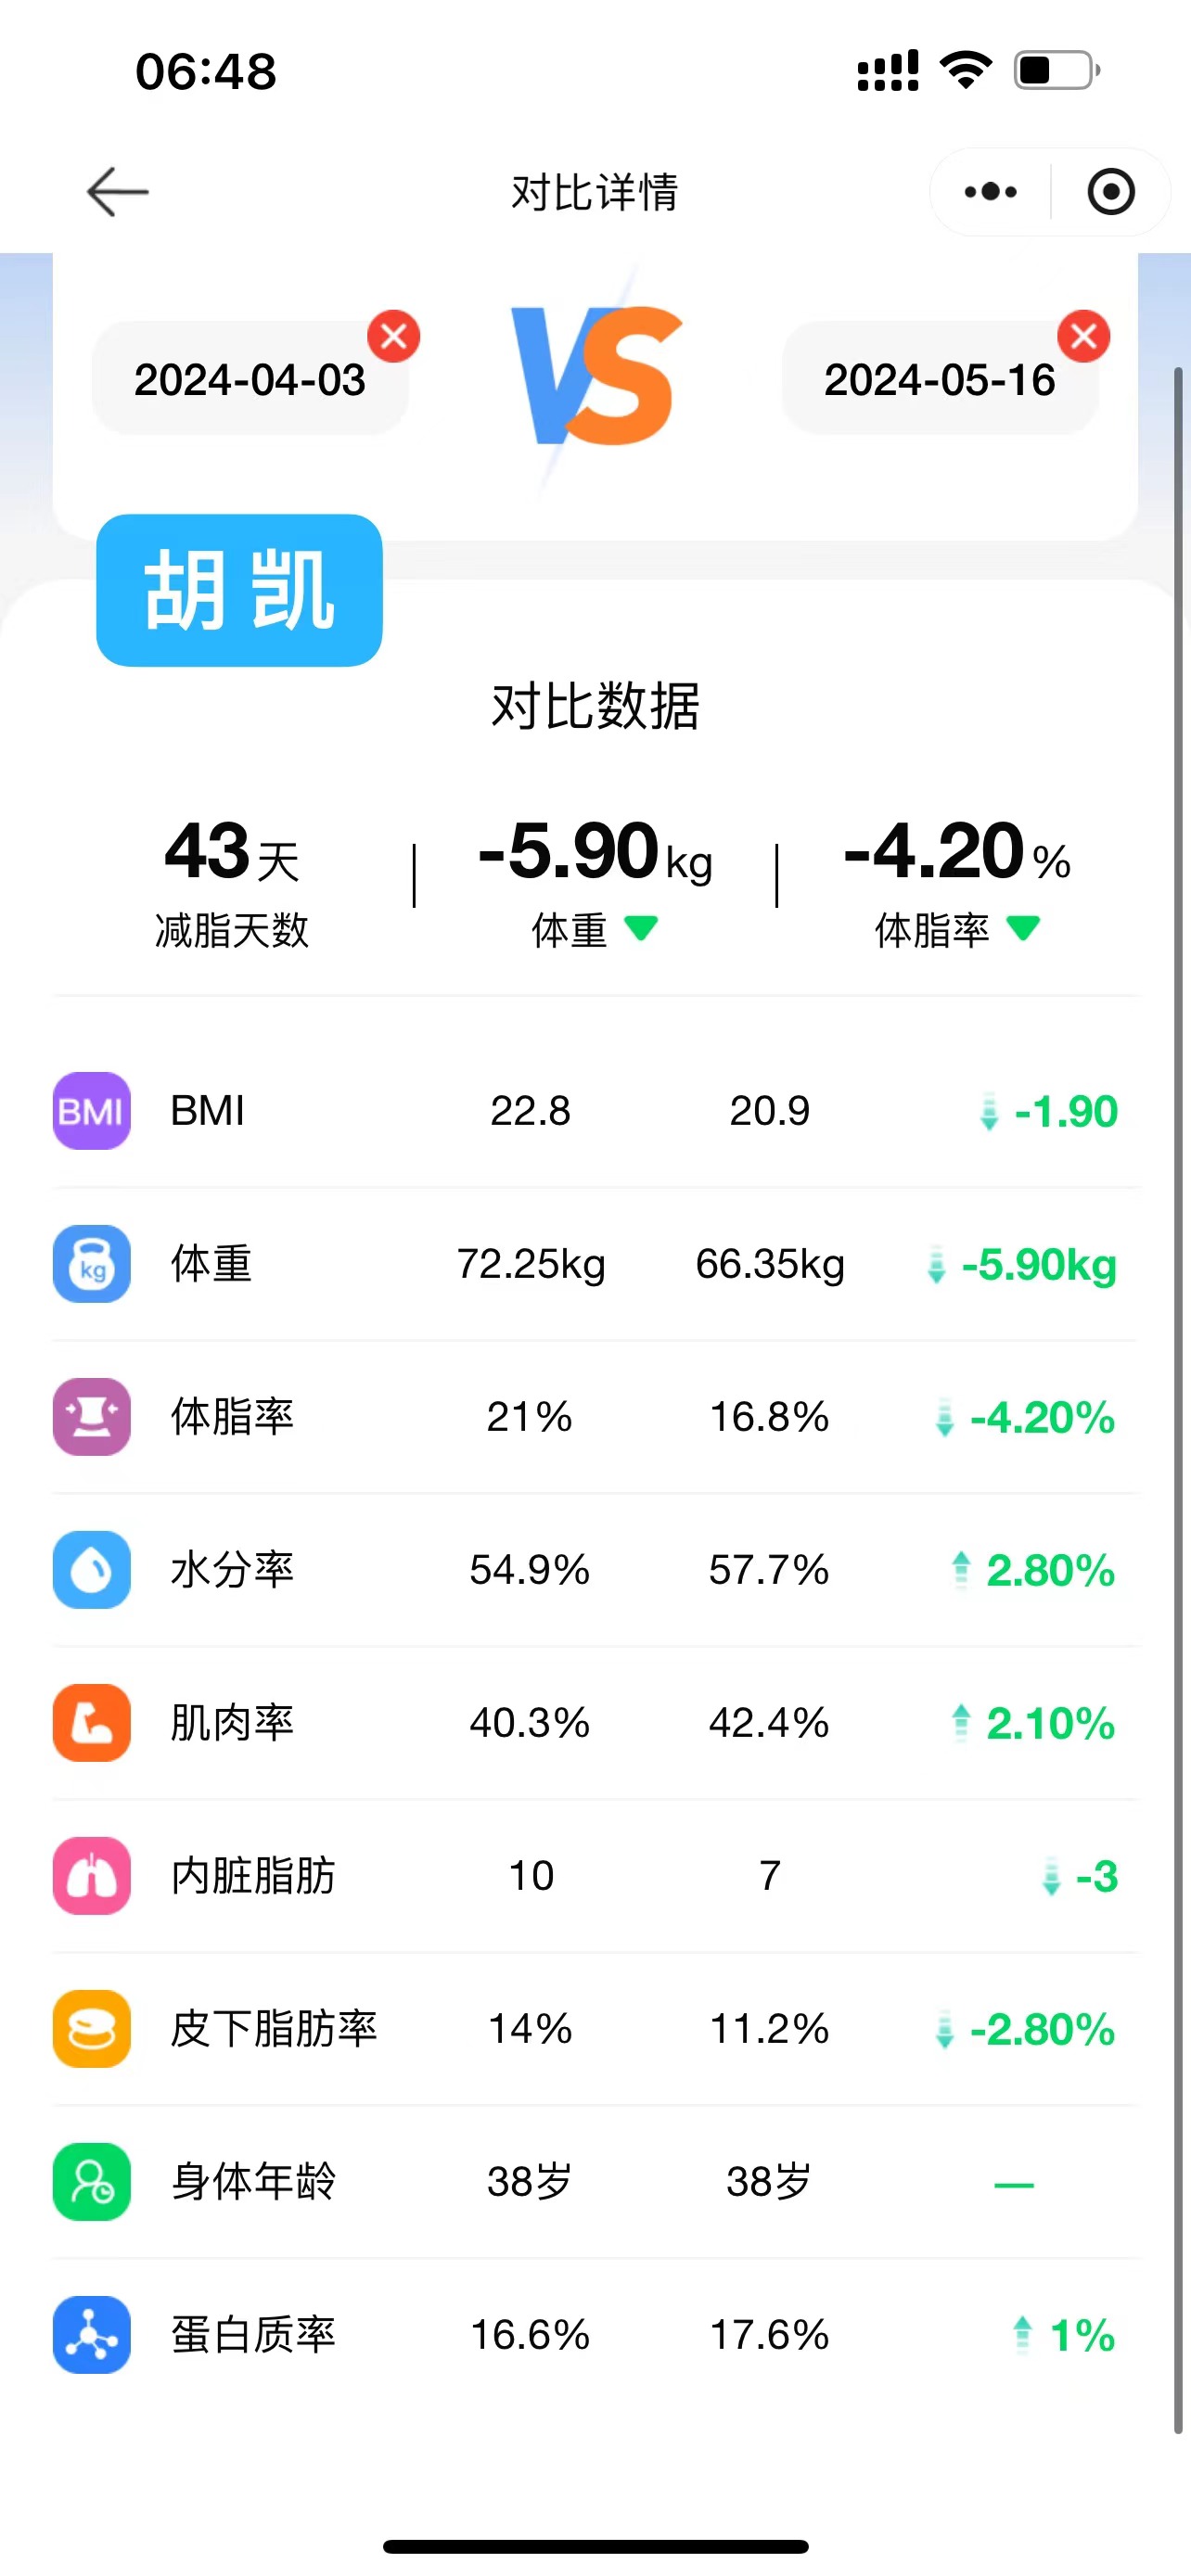 06:48
对比详情
2024-04-03 VS 2024-05-16
胡凯
对比数据
43天 -5.90kg -4.20%
减脂天数 体重 体脂率
BMI BMI 22.8 20.9 -1.90
kg 体重 72.25kg 66.35kg -5.90kg
体脂率 21% 16.8% -4.20%
水分率 54.9% 57.7% 2.80%
肌肉率 40.3% 42.4% 2.10%
内脏脂肪 10 7 -3
皮下脂肪率 14% 11.2% -2.80%
身体年龄 38岁 38岁 —
蛋白质率 16.6% 17.6% 1%